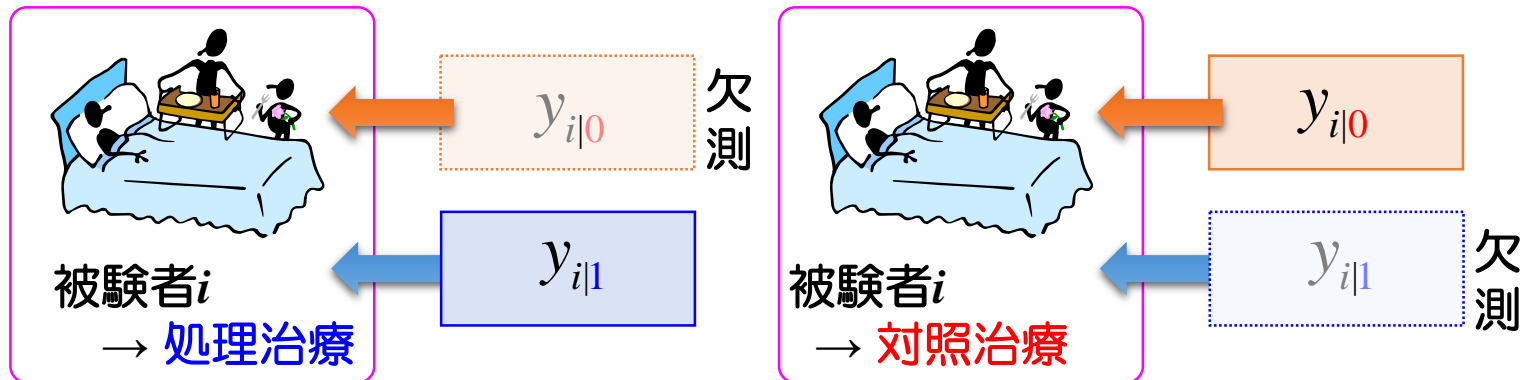 y_{i|0}
欠測
y_{i|1}
被験者i
→ 処理治療
y_{i|0}
y_{i|1}
欠測
被験者i
→ 対照治療